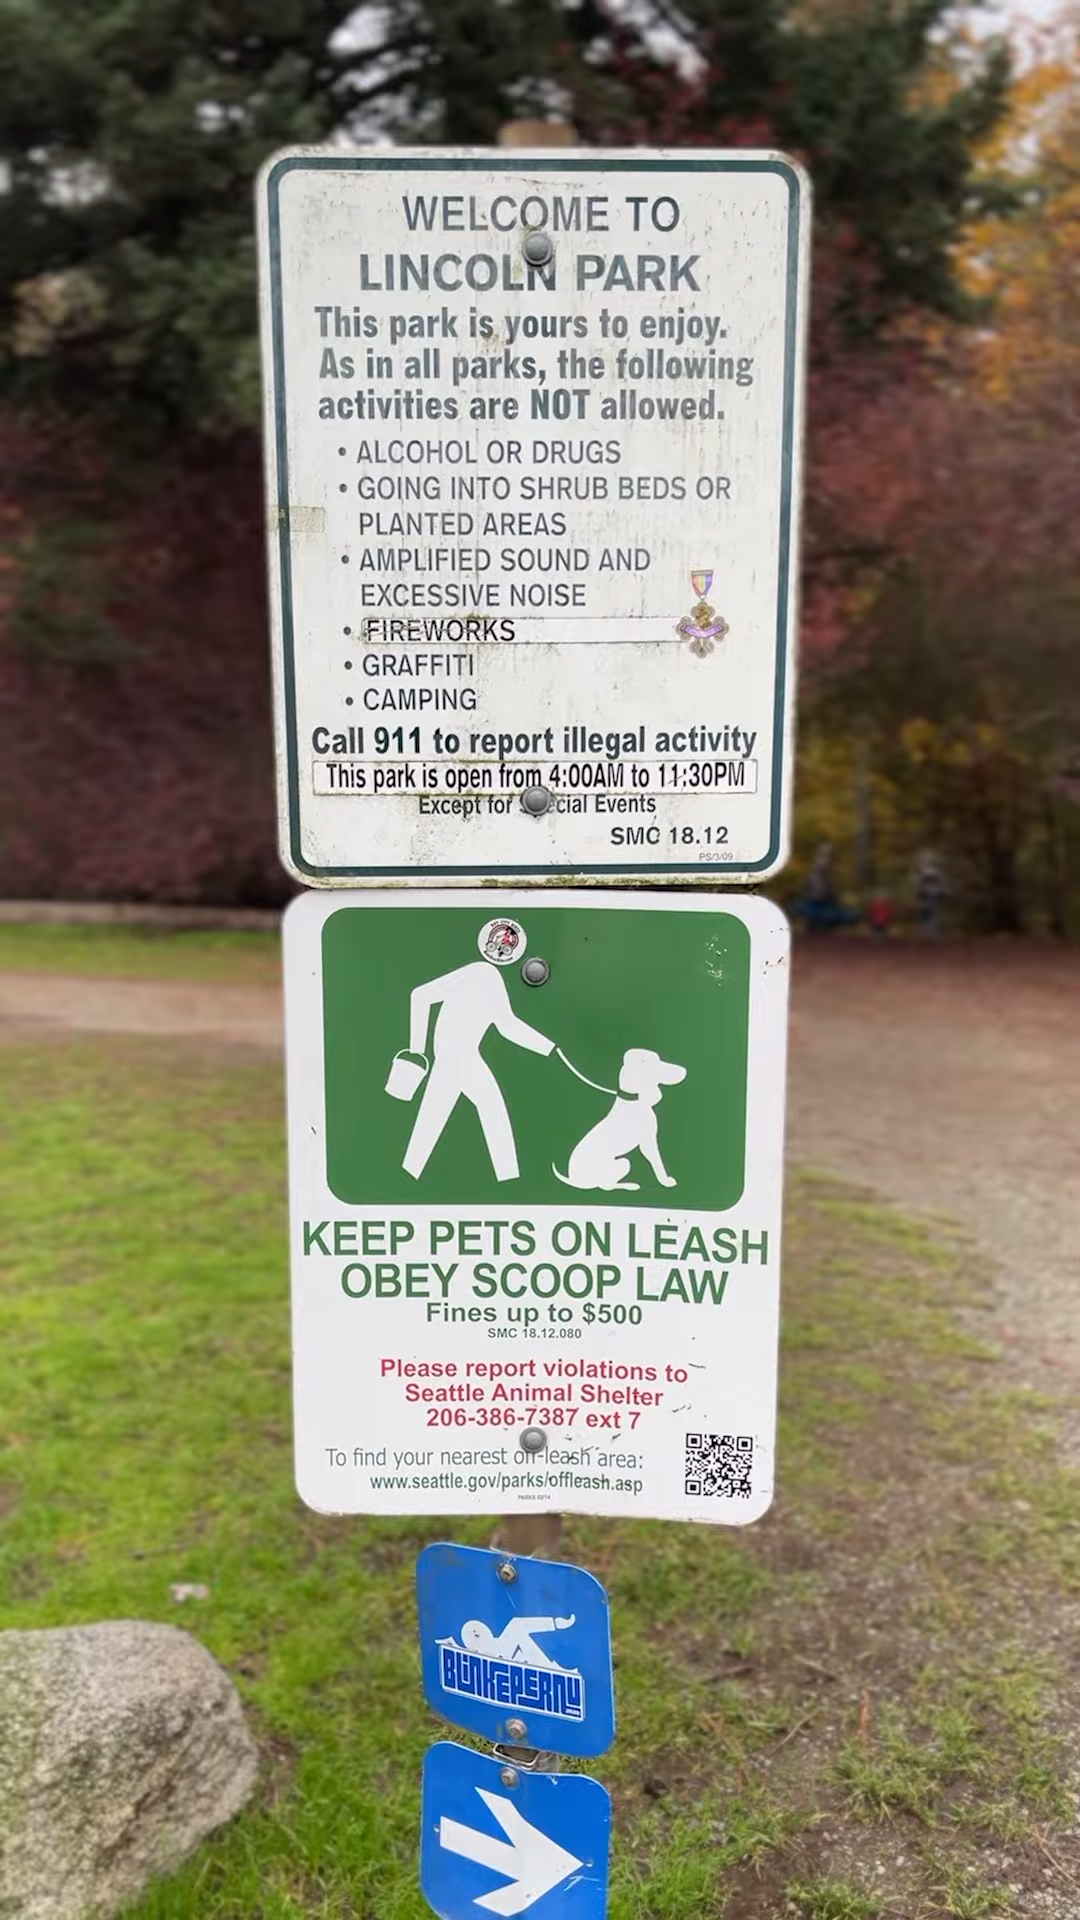 WELCOME TO
LINCOLN PARK
This park is yours to enjoy.
As in all parks, the following
activities are NOT allowed.
• ALCOHOL OR DRUGS
• GOING INTO SHRUB BEDS OR
PLANTED AREAS
• AMPLIFIED SOUND AND
EXCESSIVE NOISE
• FIREWORKS
• GRAFFITI
• CAMPING
Call 911 to report illegal activity
This park is open from 4:00AM to 11:30PM
Except for Special Events
SMC 18.12
PS/3/09
KEEP PETS ON LEASH
OBEY SCOOP LAW
Fines up to $500
SMC 18.12.080
Please report violations to
Seattle Animal Shelter
206-386-7387 ext 7
To find your nearest off-leash area:
www.seattle.gov/parks/offleash.asp